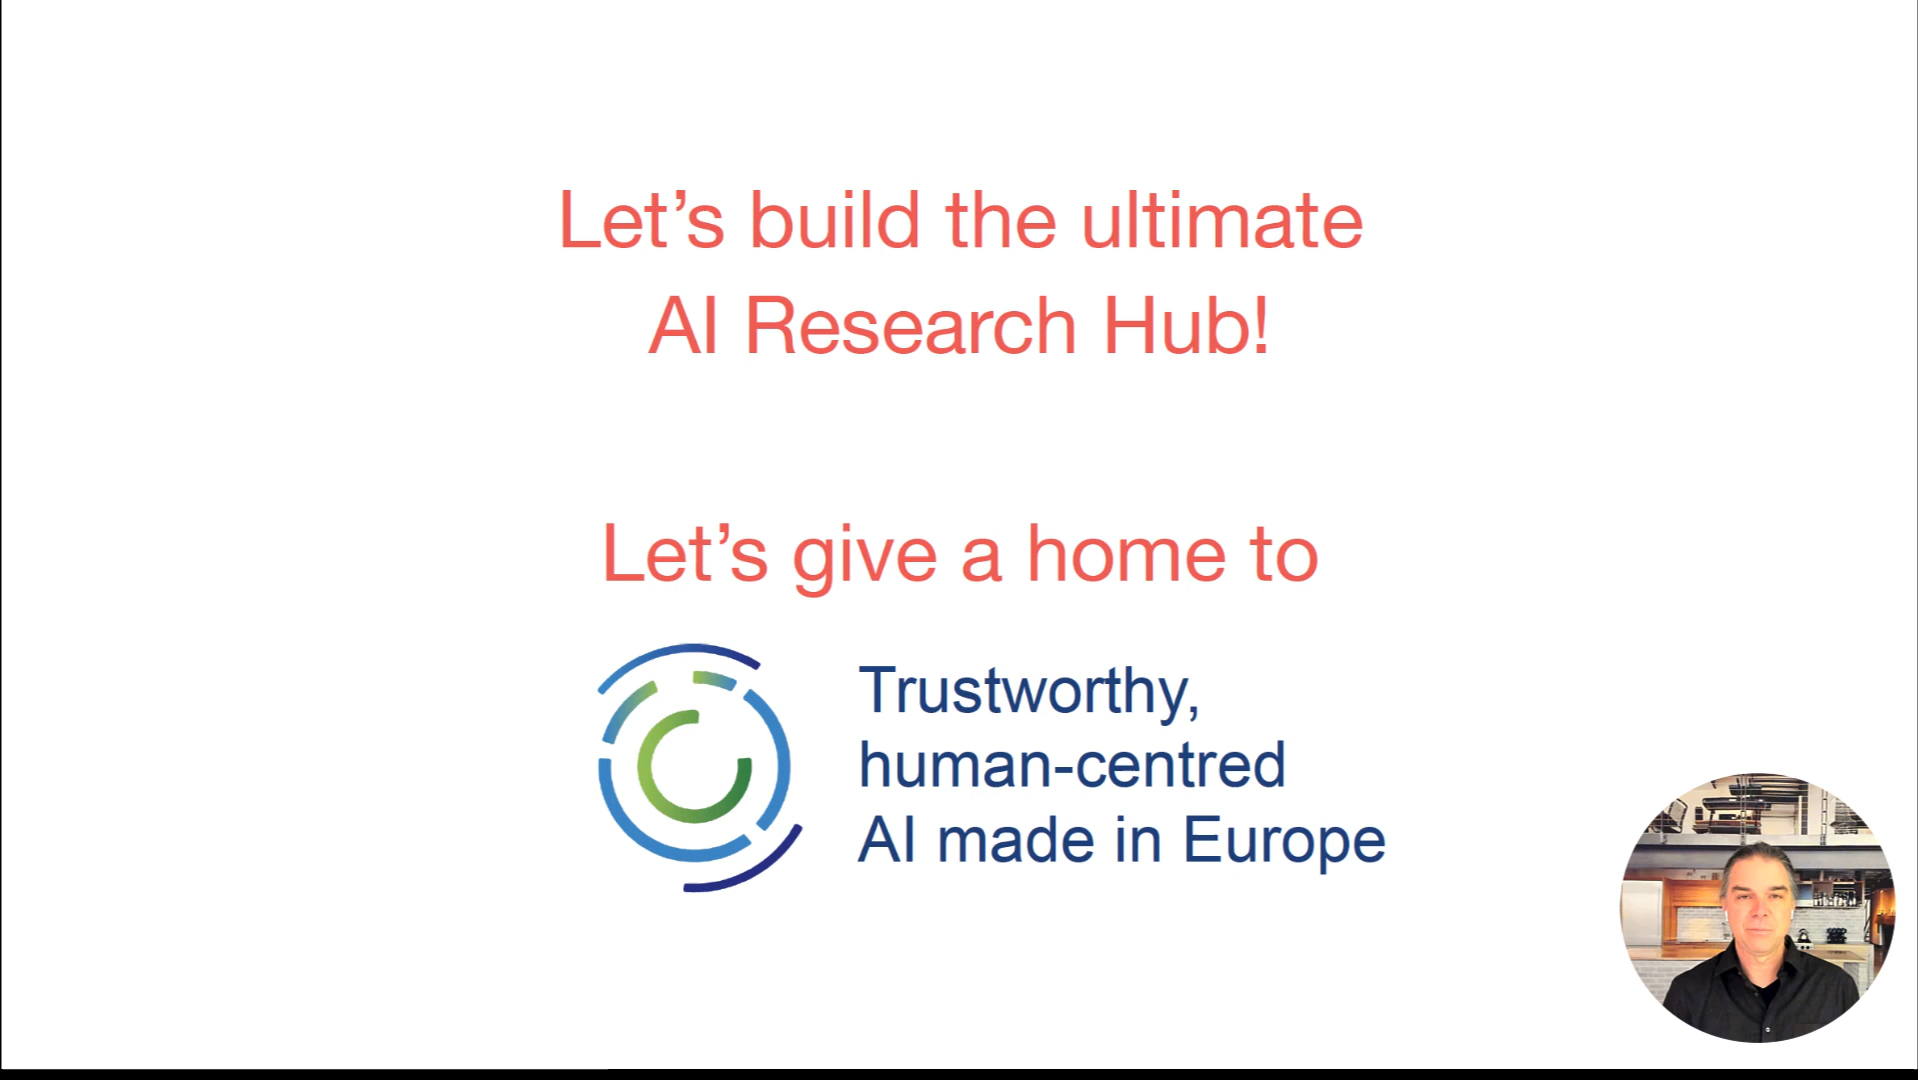 Let’s build the ultimate
AI Research Hub!
Let’s give a home to
Trustworthy,
human-centred
AI made in Europe